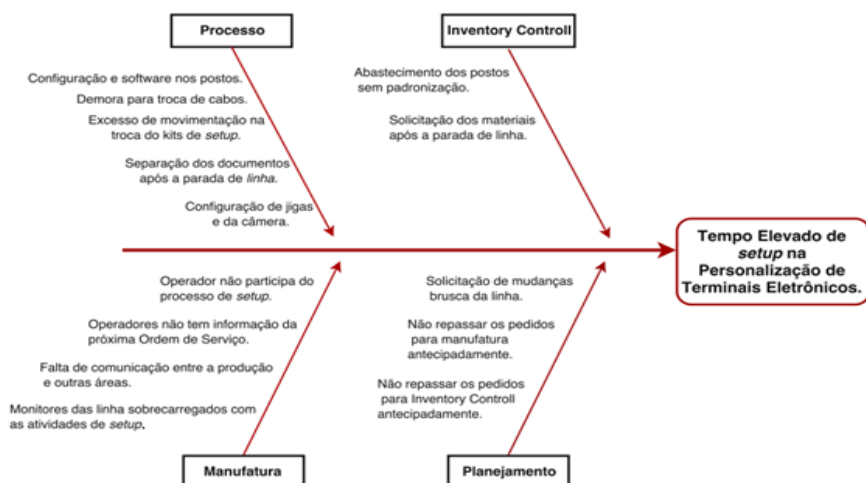 Processo
Configuração e software nos postos.
Demora para troca de cabos.
Excesso de movimentação na
troca do kits de setup.
Separação dos documentos
após a parada de linha.
Configuração de jigas
e da câmera.
Inventory Controll
Abastecimento dos postos
sem padronização.
Solicitação dos materiais
após a parada de linha.
Tempo Elevado de
setup na
Personalização de
Terminais Eletrônicos.
Operador não participa do
processo de setup.
Operadores não tem informação da
próxima Ordem de Serviço.
Falta de comunicação entre a produção
e outras áreas.
Monitores das linha sobrecarregados com
as atividades de setup.
Manufatura
Solicitação de mudanças
brusca da linha.
Não repassar os pedidos
para manufatura
antecipadamente.
Não repassar os pedidos
para Inventory Controll
antecipadamente.
Planejamento